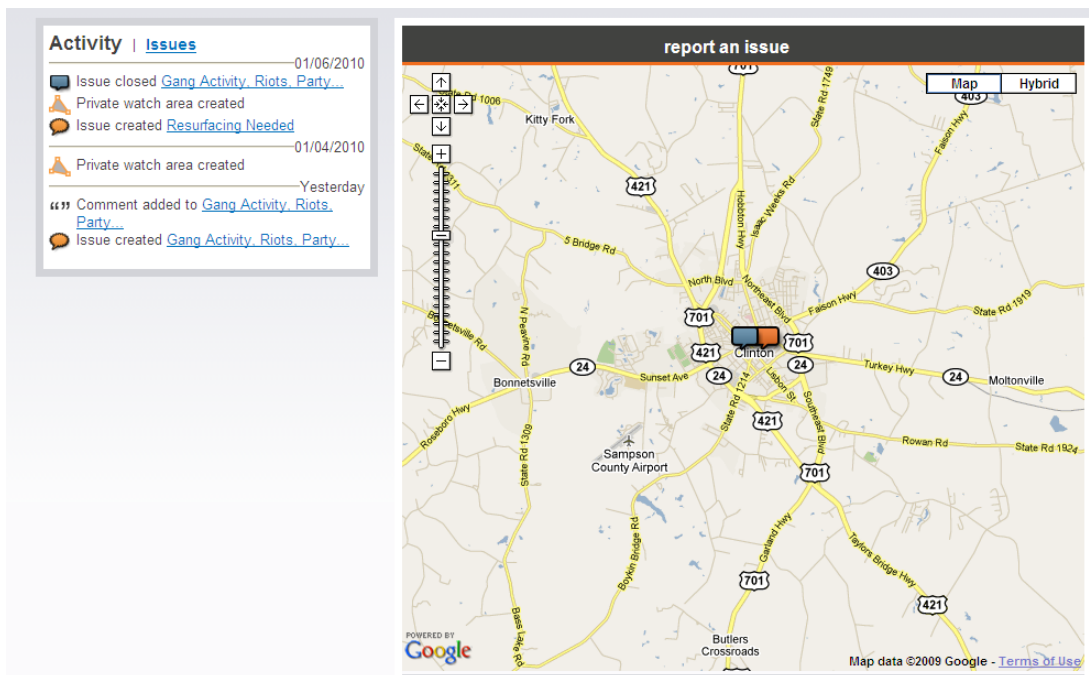 Activity | Issues
01/06/2010
Issue closed Gang Activity, Riots, Party...
Private watch area created
Issue created Resurfacing Needed
01/04/2010
Private watch area created
Yesterday
Comment added to Gang Activity, Riots,
Party...
Issue created Gang Activity, Riots, Party...
report an issue
Map
Hybrid
701
403
State Rd 1006
Kitty Fork
State Rd 1749
Faison Hwy
421
Hobbton Hwy
Isaac Weeks Rd
5 Bridge Rd
403
North Blvd
Northeast Blvd
Faison Hwy
State Rd 1919
N Peavine Rd
Bonnetsville Rd
701
701
421
Clinton
24
24
24
Turkey Hwy
24
Moltonville
Bonnetsville
Sunset Ave
Lisbon St
State Rd 1214
Southeast Blvd
Roseboro Hwy
421
State Rd 1309
Sampson
County Airport
Rowan Rd
State Rd 1924
701
Garland Hwy
Boykin Bridge Rd
Taylors Bridge Hwy
701
421
Bass Lake Rd
Butlers
Crossroads
POWERED BY
Google
Map data ©2009 Google - Terms of Use